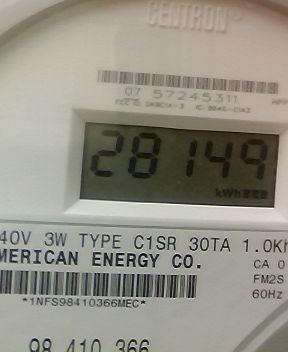 CENTRON®
07 57245311
28149
kWh
40V 3W TYPE C1SR 30TA 1.0Kh
MERICAN ENERGY CO.
CA 0
FM2S
60Hz
*1NFS98410366MEC*
98 410 366